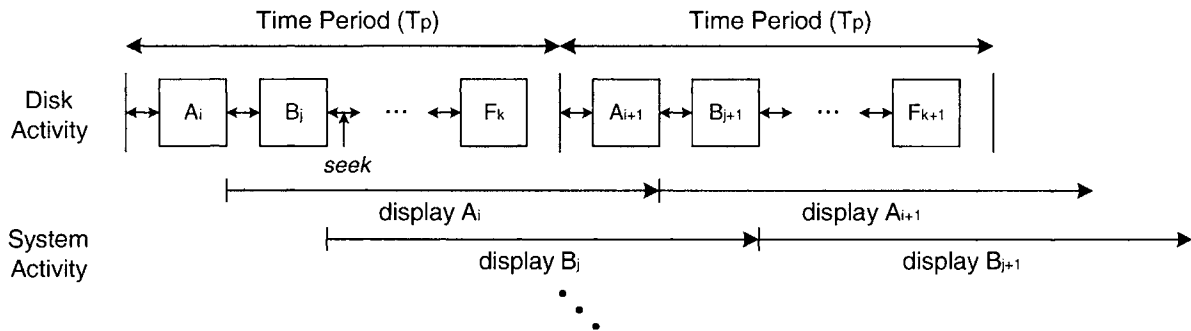 Time Period (Tp) Time Period (Tp)
Disk Activity
Ai Bj ... Fk Ai+1 Bj+1 ... Fk+1
seek
display Ai display Ai+1
System Activity
display Bj display Bj+1